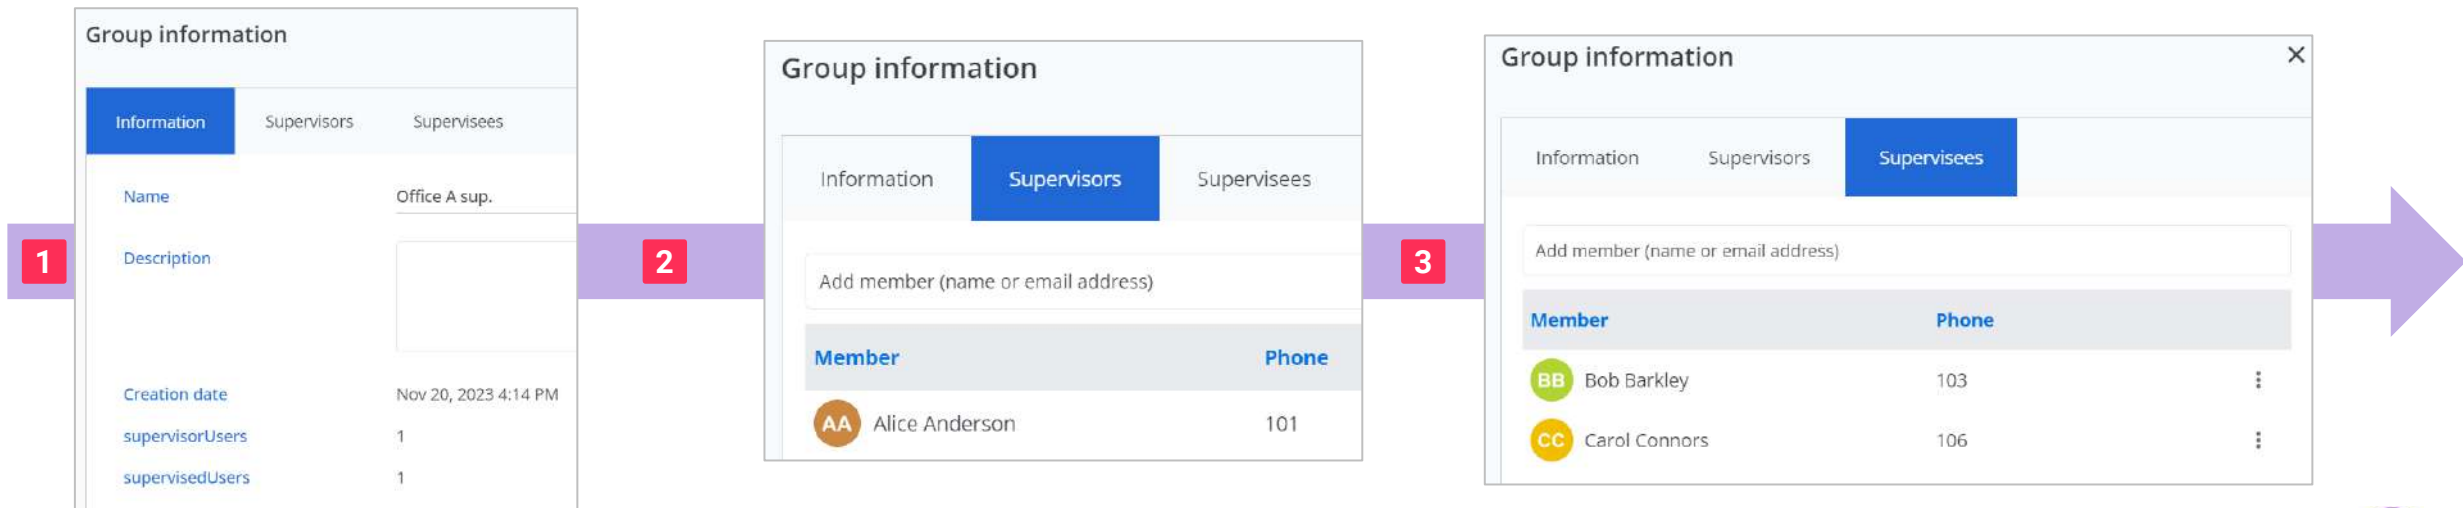 1
Group information
Information Supervisors Supervisees
Name Office A sup.
Description
Creation date Nov 20, 2023 4:14 PM
supervisorUsers 1
supervisedUsers 1
2
Group information
Information Supervisors Supervisees
Add member (name or email address)
Member Phone
AA Alice Anderson 101
3
Group information ×
Information Supervisors Supervisees
Add member (name or email address)
Member Phone
BB Bob Barkley 103
CC Carol Connors 106